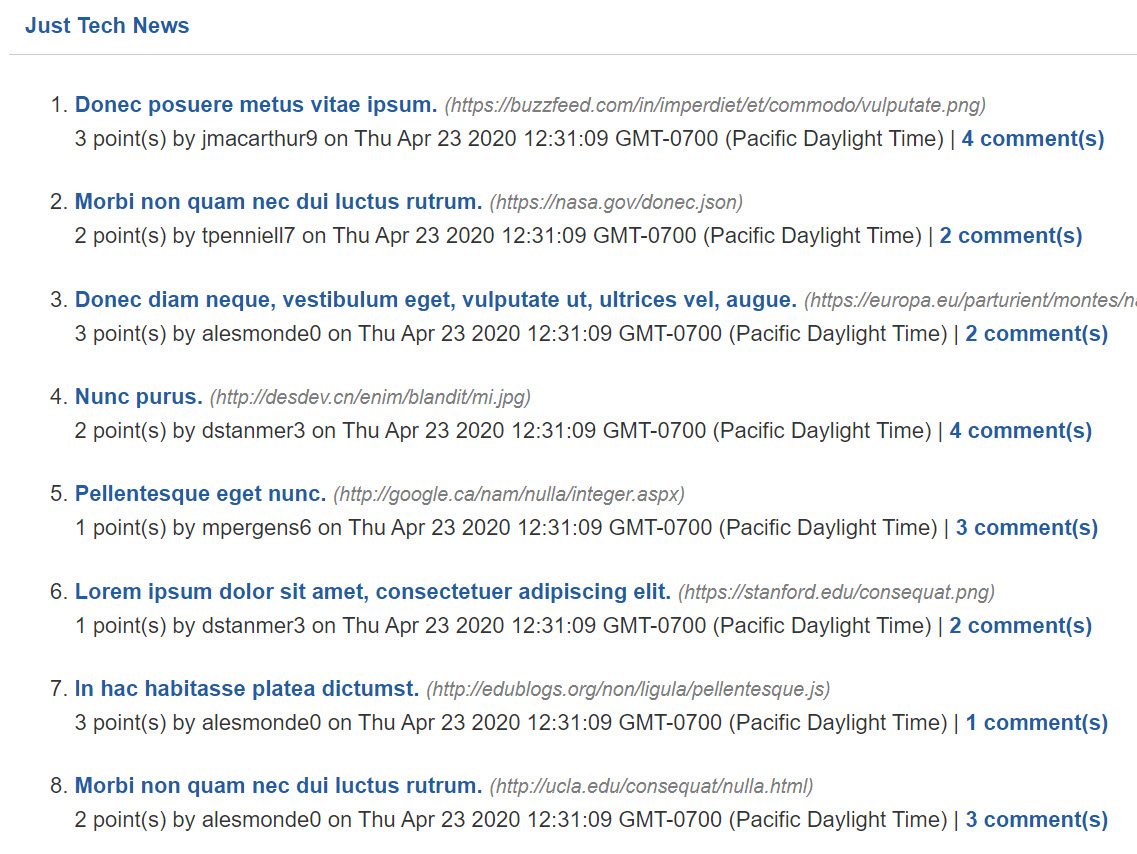 Just Tech News
1. Donec posuere metus vitae ipsum. (https://buzzfeed.com/in/imperdiet/et/commodo/vulputate.png)
3 point(s) by jmacarthur9 on Thu Apr 23 2020 12:31:09 GMT-0700 (Pacific Daylight Time) | 4 comment(s)
2. Morbi non quam nec dui luctus rutrum. (https://nasa.gov/donec.json)
2 point(s) by tpenniell7 on Thu Apr 23 2020 12:31:09 GMT-0700 (Pacific Daylight Time) | 2 comment(s)
3. Donec diam neque, vestibulum eget, vulputate ut, ultrices vel, augue. (https://europa.eu/parturient/montes/na
3 point(s) by alesmonde0 on Thu Apr 23 2020 12:31:09 GMT-0700 (Pacific Daylight Time) | 2 comment(s)
4. Nunc purus. (http://desdev.cn/enim/blandit/mi.jpg)
2 point(s) by dstanmer3 on Thu Apr 23 2020 12:31:09 GMT-0700 (Pacific Daylight Time) | 4 comment(s)
5. Pellentesque eget nunc. (http://google.ca/nam/nulla/integer.aspx)
1 point(s) by mpergens6 on Thu Apr 23 2020 12:31:09 GMT-0700 (Pacific Daylight Time) | 3 comment(s)
6. Lorem ipsum dolor sit amet, consectetuer adipiscing elit. (https://stanford.edu/consequat.png)
1 point(s) by dstanmer3 on Thu Apr 23 2020 12:31:09 GMT-0700 (Pacific Daylight Time) | 2 comment(s)
7. In hac habitasse platea dictumst. (http://edublogs.org/non/ligula/pellentesque.js)
3 point(s) by alesmonde0 on Thu Apr 23 2020 12:31:09 GMT-0700 (Pacific Daylight Time) | 1 comment(s)
8. Morbi non quam nec dui luctus rutrum. (http://ucla.edu/consequat/nulla.html)
2 point(s) by alesmonde0 on Thu Apr 23 2020 12:31:09 GMT-0700 (Pacific Daylight Time) | 3 comment(s)